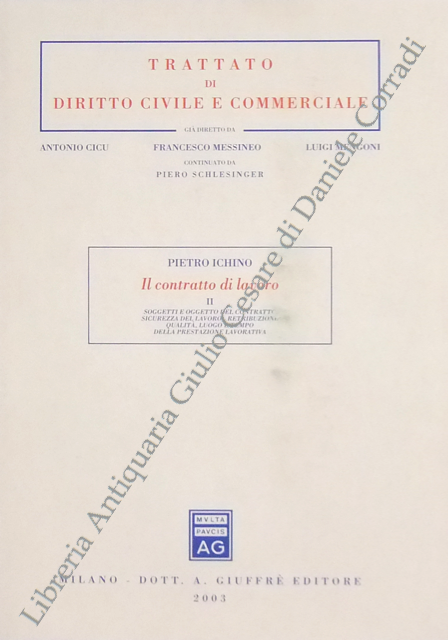 TRATTATO
DI
DIRITTO CIVILE E COMMERCIALE
GIÀ DIRETTO DA
ANTONIO CICU FRANCESCO MESSINEO LUIGI MENGONI
CONTINUATO DA
PIERO SCHLESINGER
PIETRO ICHINO
Il contratto di lavoro
II
SOGGETTI E OGGETTO DEL CONTRATTO
SICUREZZA DEL LAVORO, RETRIBUZIONE
QUALITÀ, LUOGO E TEMPO
DELLA PRESTAZIONE LAVORATIVA
MVLTA
PAVCIS
AG
MILANO - DOTT. A. GIUFFRÈ EDITORE
2003
Libreria Antiquaria Giulio Cesare di Daniele Corradi